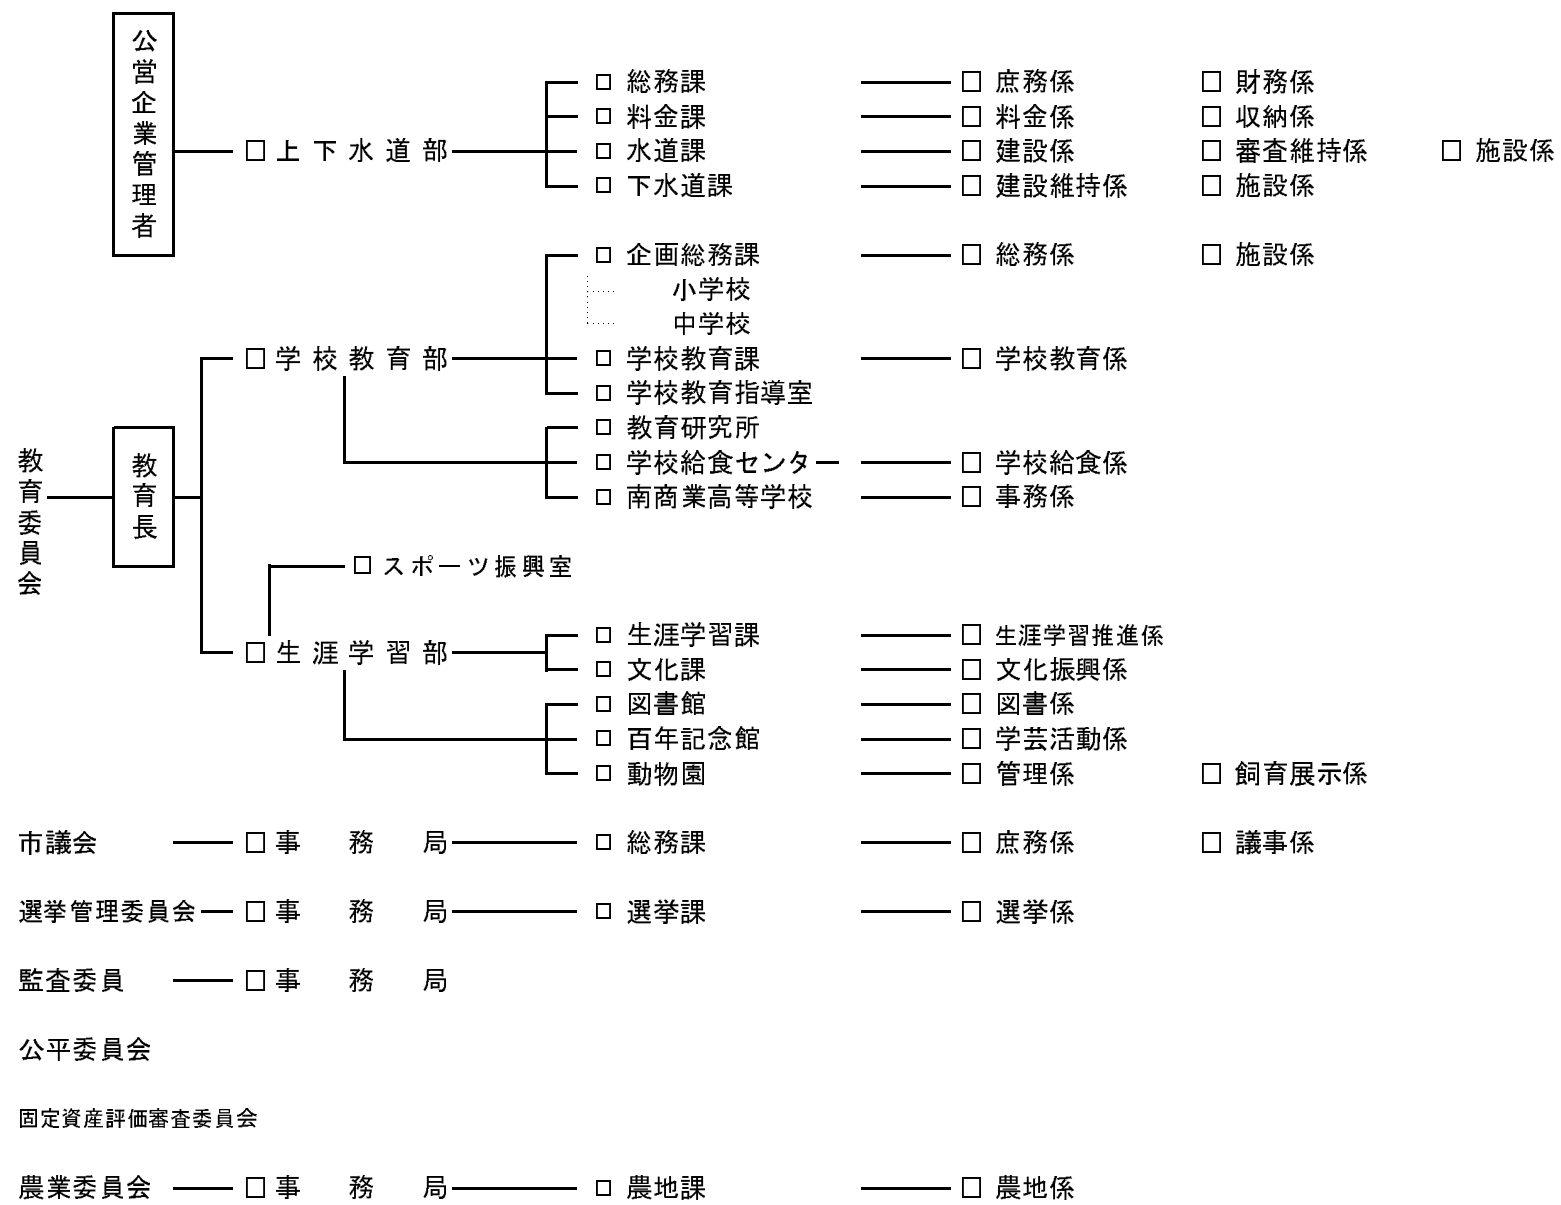 公営企業管理者
□ 上下水道部
□ 総務課 □ 庶務係 □ 財務係
□ 料金課 □ 料金係 □ 収納係
□ 水道課 □ 建設係 □ 審査維持係 □ 施設係
□ 下水道課 □ 建設維持係 □ 施設係
教育委員会
教育長
□ 学校教育部
□ 企画総務課 □ 総務係 □ 施設係
小学校
中学校
□ 学校教育課 □ 学校教育係
□ 学校教育指導室
□ 教育研究所
□ 学校給食センター □ 学校給食係
□ 南商業高等学校 □ 事務係
□ スポーツ振興室
□ 生涯学習部
□ 生涯学習課 □ 生涯学習推進係
□ 文化課 □ 文化振興係
□ 図書館 □ 図書係
□ 百年記念館 □ 学芸活動係
□ 動物園 □ 管理係 □ 飼育展示係
市議会 □ 事務局 □ 総務課 □ 庶務係 □ 議事係
選挙管理委員会 □ 事務局 □ 選挙課 □ 選挙係
監査委員 □ 事務局
公平委員会
固定資産評価審査委員会
農業委員会 □ 事務局 □ 農地課 □ 農地係